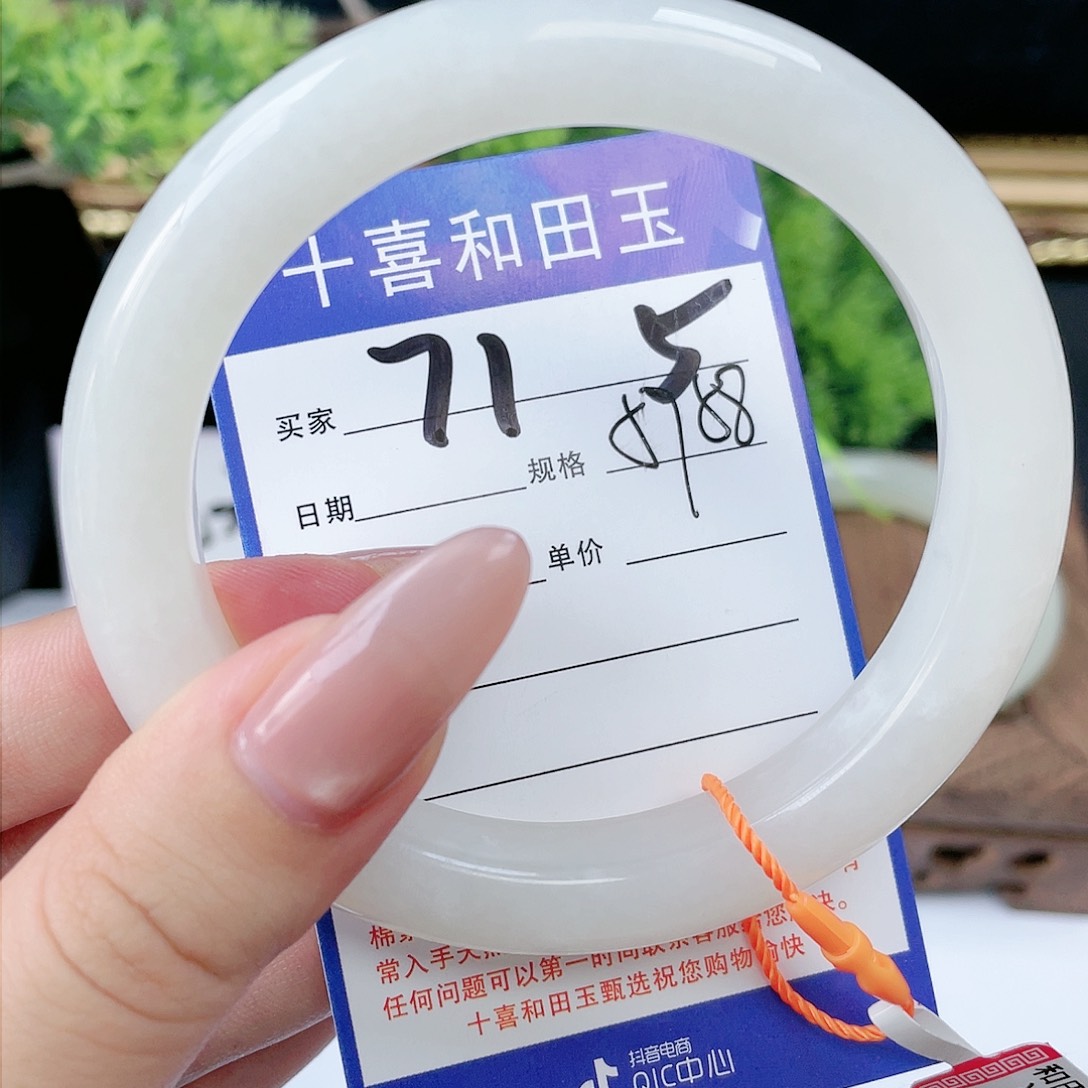 十喜和田玉
买家 71 5
日期 规格 8988
单价
常入手
任何问题可以第一时间联系客服
十喜和田玉甄选祝您购物愉快
抖音电商
QIC中心